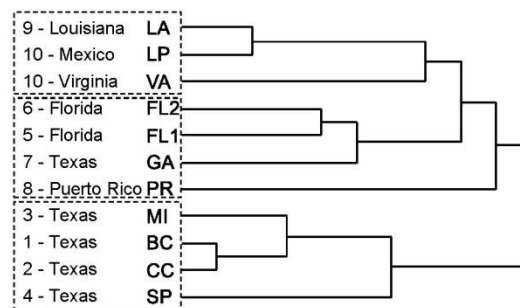 9 - Louisiana LA
10 - Mexico LP
10 - Virginia VA
6 - Florida FL2
5 - Florida FL1
7 - Texas GA
8 - Puerto Rico PR
3 - Texas MI
1 - Texas BC
2 - Texas CC
4 - Texas SP